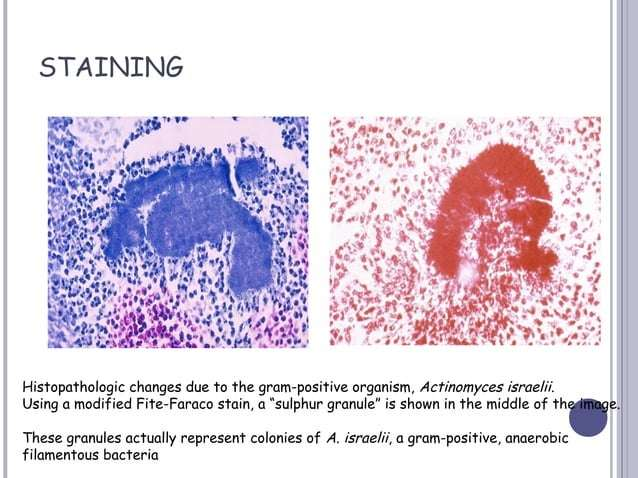 STAINING
Histopathologic changes due to the gram-positive organism, Actinomyces israelii.
Using a modified Fite-Faraco stain, a “sulphur granule” is shown in the middle of the image.
These granules actually represent colonies of A. israelii, a gram-positive, anaerobic
filamentous bacteria